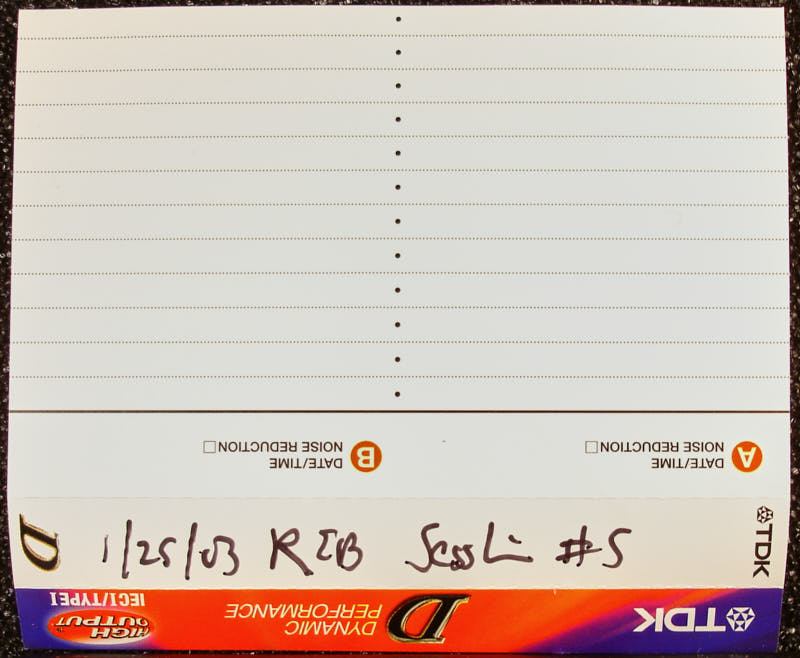 A DATE/TIME
NOISE REDUCTION
B DATE/TIME
NOISE REDUCTION
D 1/25/03 REB Session #5 TDK
TDK D DYNAMIC
PERFORMANCE
HIGH
OUTPUT™
IECI/TYPEI